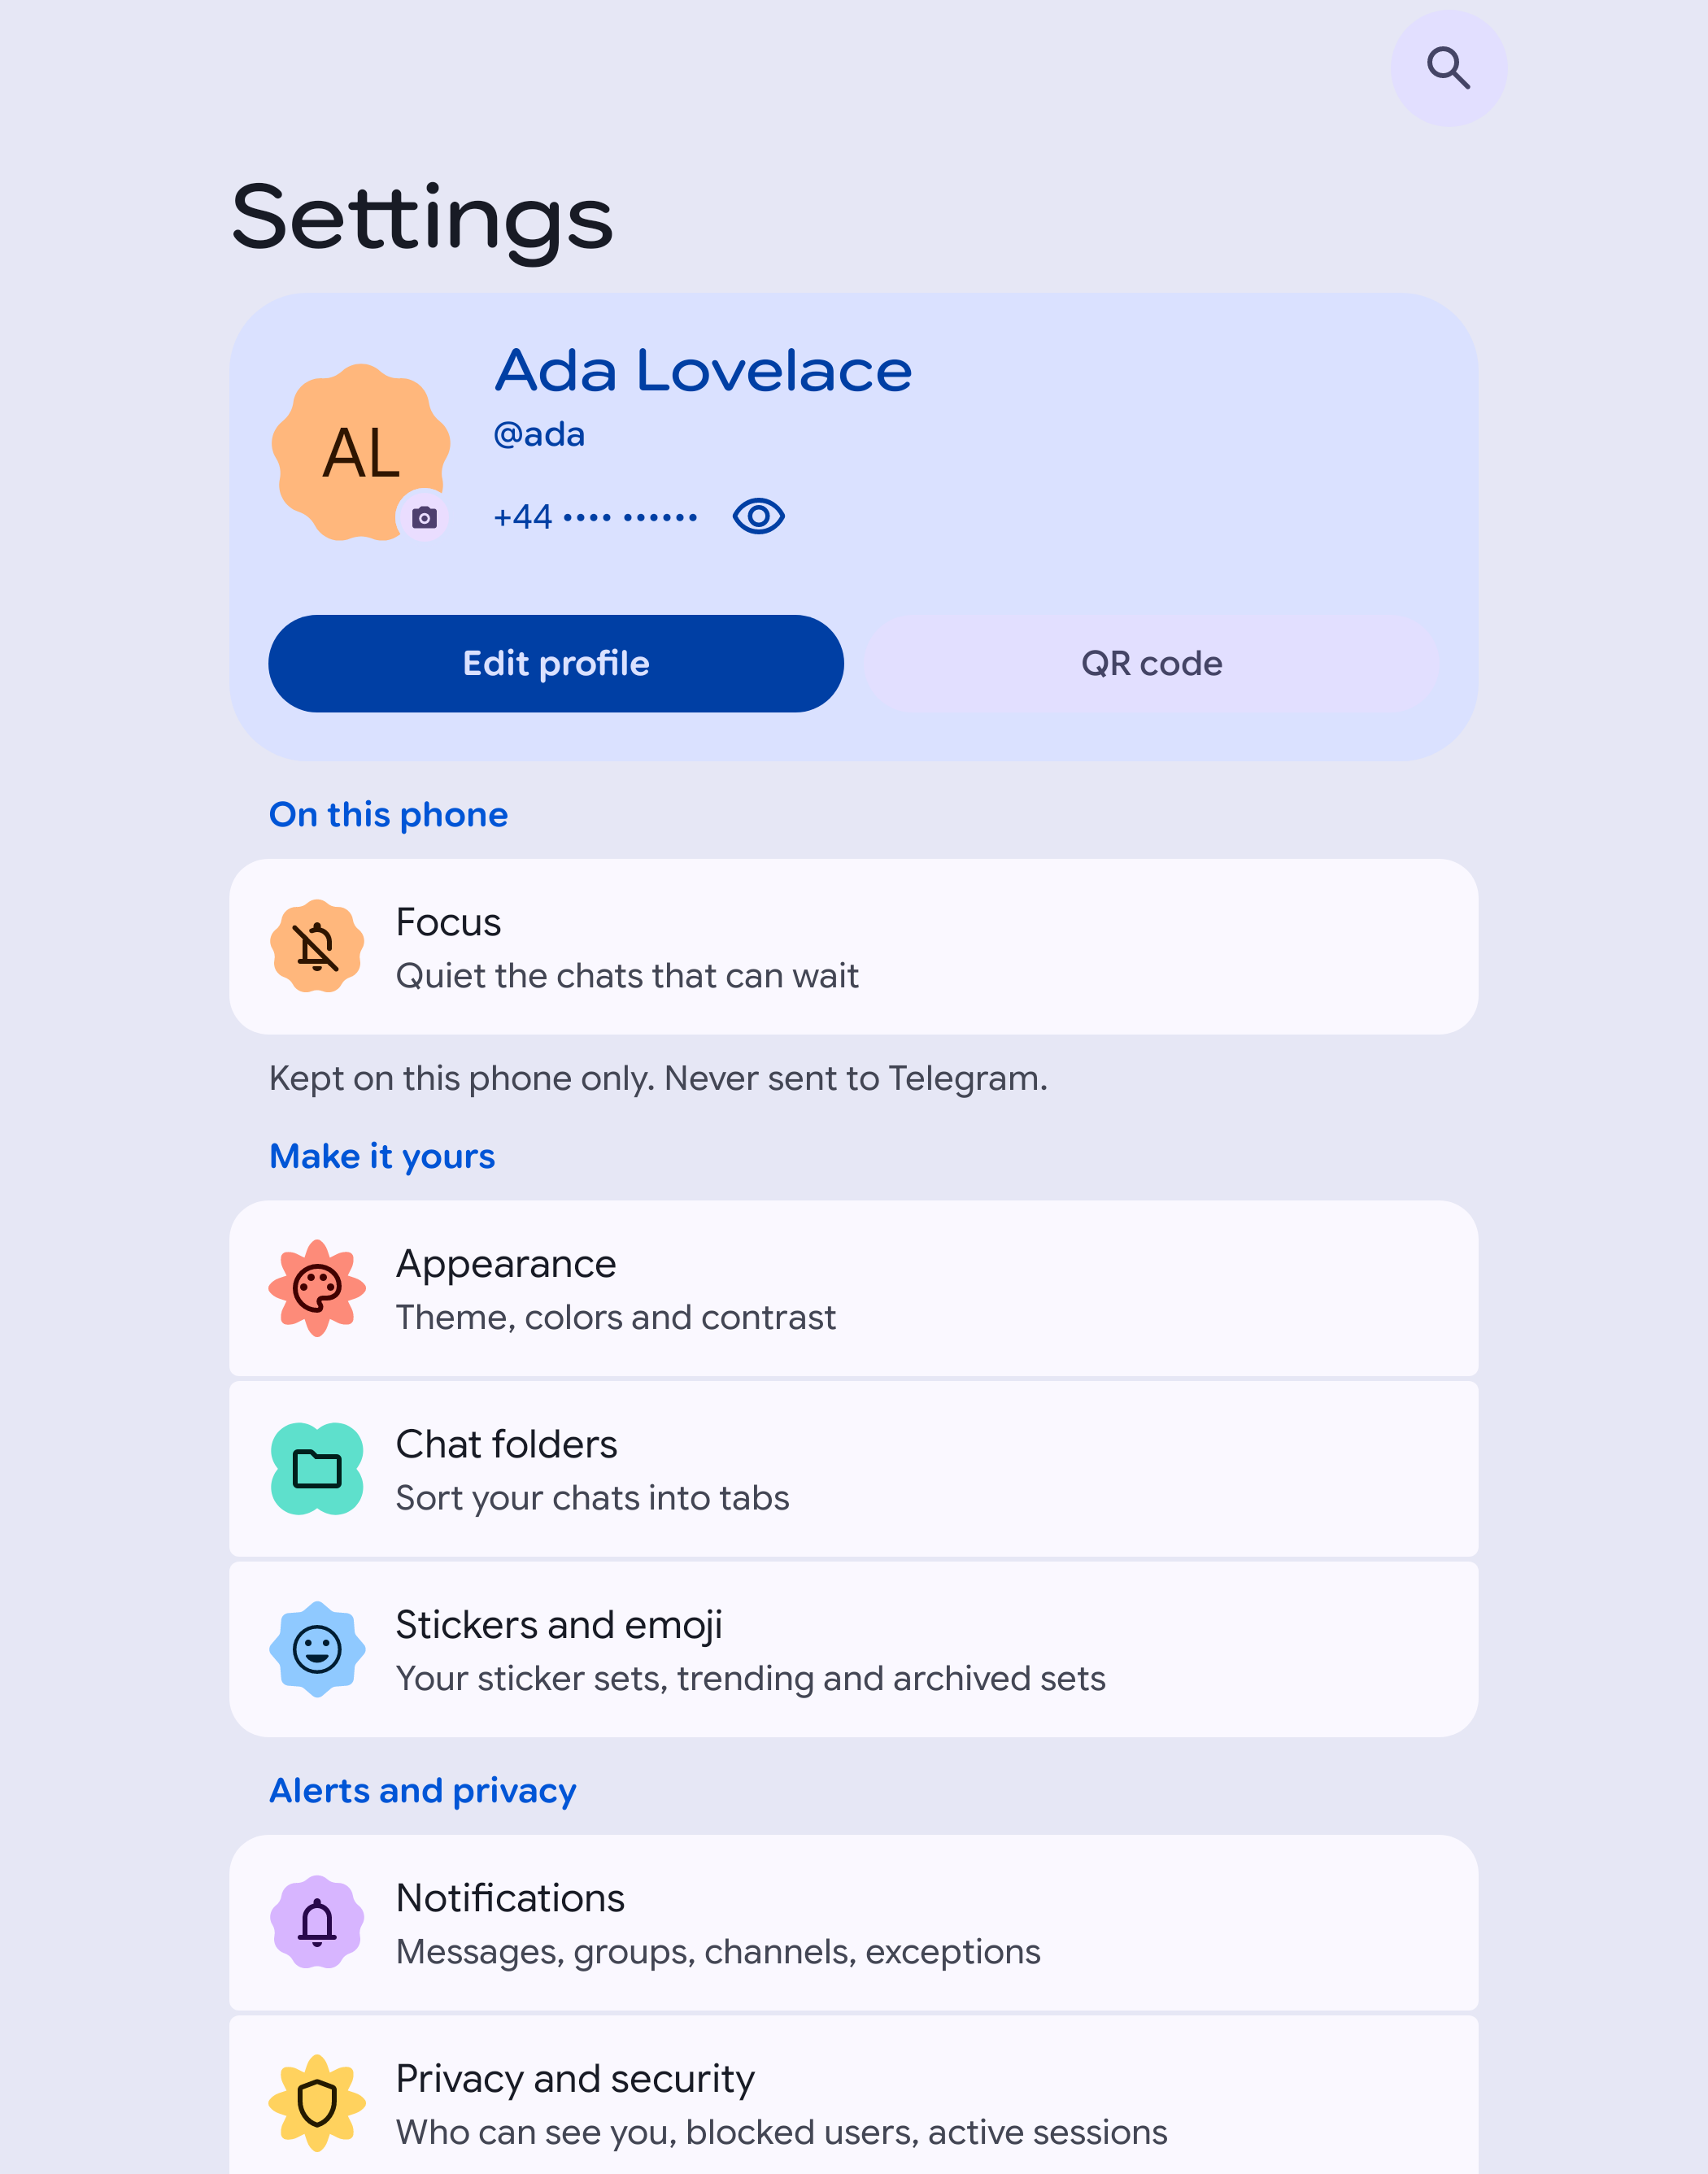 Settings
AL
Ada Lovelace
@ada
+44 •••• ••••••
Edit profile
QR code
On this phone
Focus
Quiet the chats that can wait
Kept on this phone only. Never sent to Telegram.
Make it yours
Appearance
Theme, colors and contrast
Chat folders
Sort your chats into tabs
Stickers and emoji
Your sticker sets, trending and archived sets
Alerts and privacy
Notifications
Messages, groups, channels, exceptions
Privacy and security
Who can see you, blocked users, active sessions